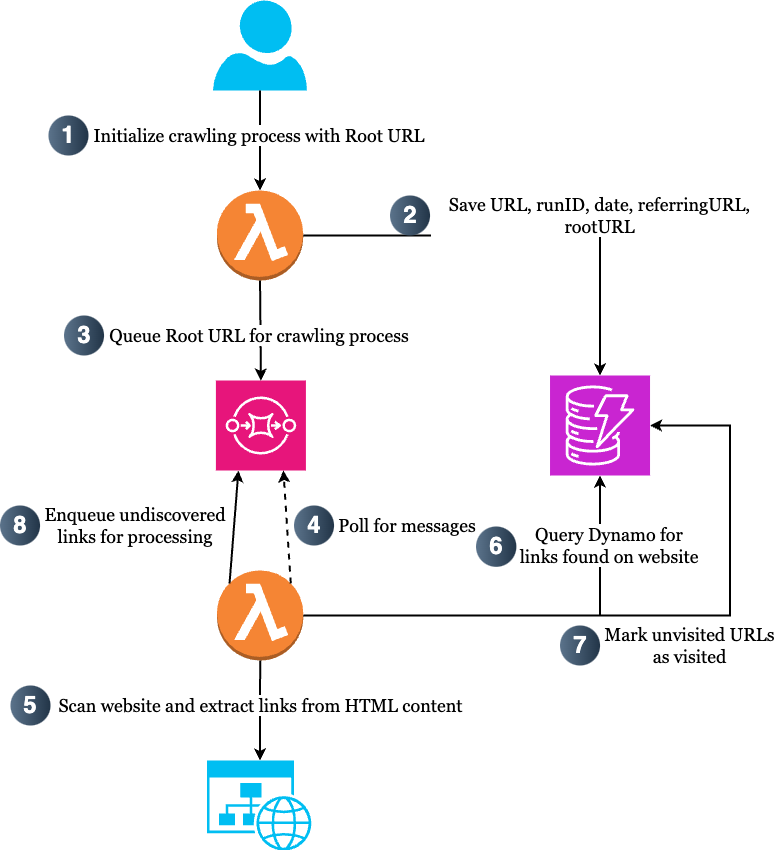 1 Initialize crawling process with Root URL
2 Save URL, runID, date, referringURL,
rootURL
3 Queue Root URL for crawling process
8 Enqueue undiscovered
links for processing
4 Poll for messages
6 Query Dynamo for
links found on website
7 Mark unvisited URLs
as visited
5 Scan website and extract links from HTML content